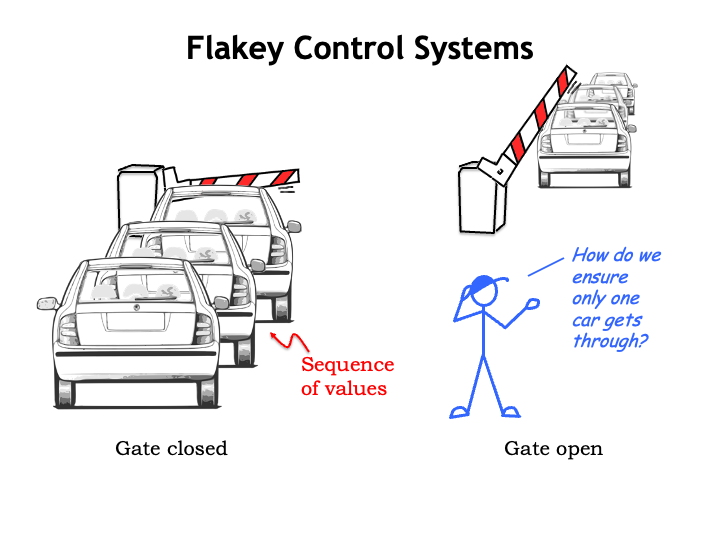 Flakey Control Systems
How do we
ensure
only one
car gets
through?
Sequence
of values
Gate closed
Gate open